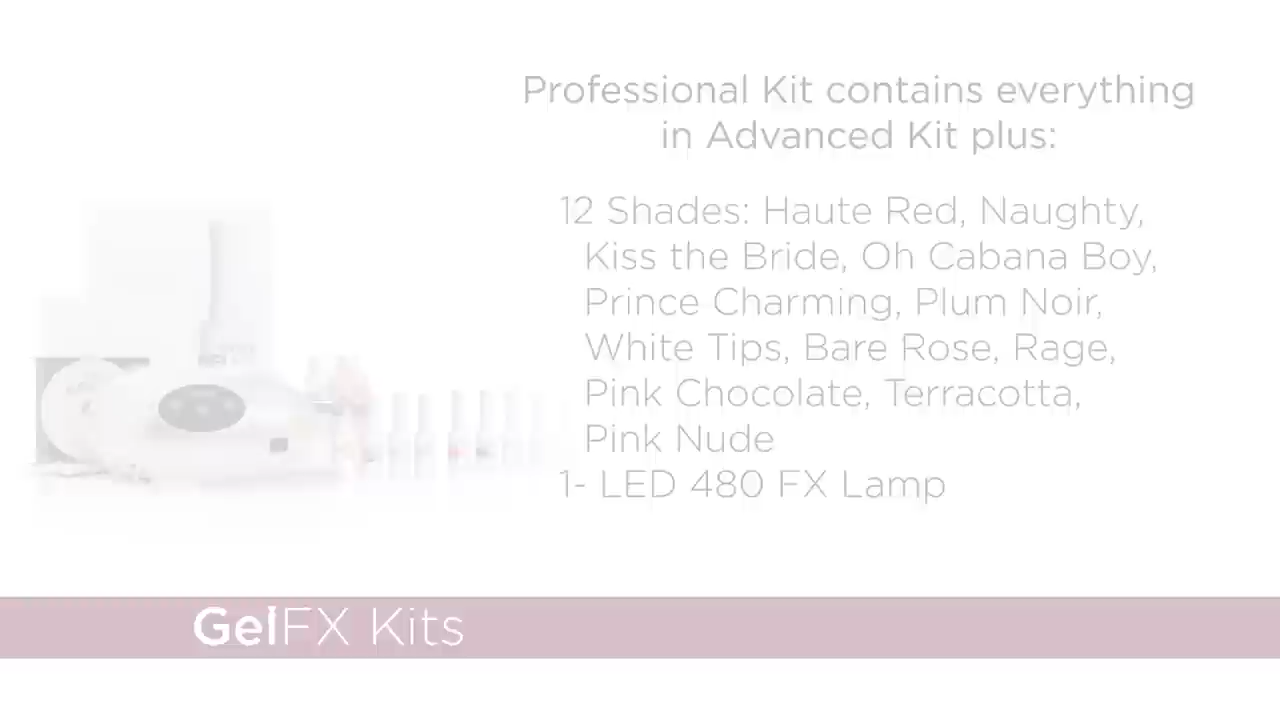 Professional Kit contains everything
in Advanced Kit plus:
12 Shades: Haute Red, Naughty,
Kiss the Bride, Oh Cabana Boy,
Prince Charming, Plum Noir,
White Tips, Bare Rose, Rage,
Pink Chocolate, Terracotta,
Pink Nude
1- LED 480 FX Lamp
GelFX Kits